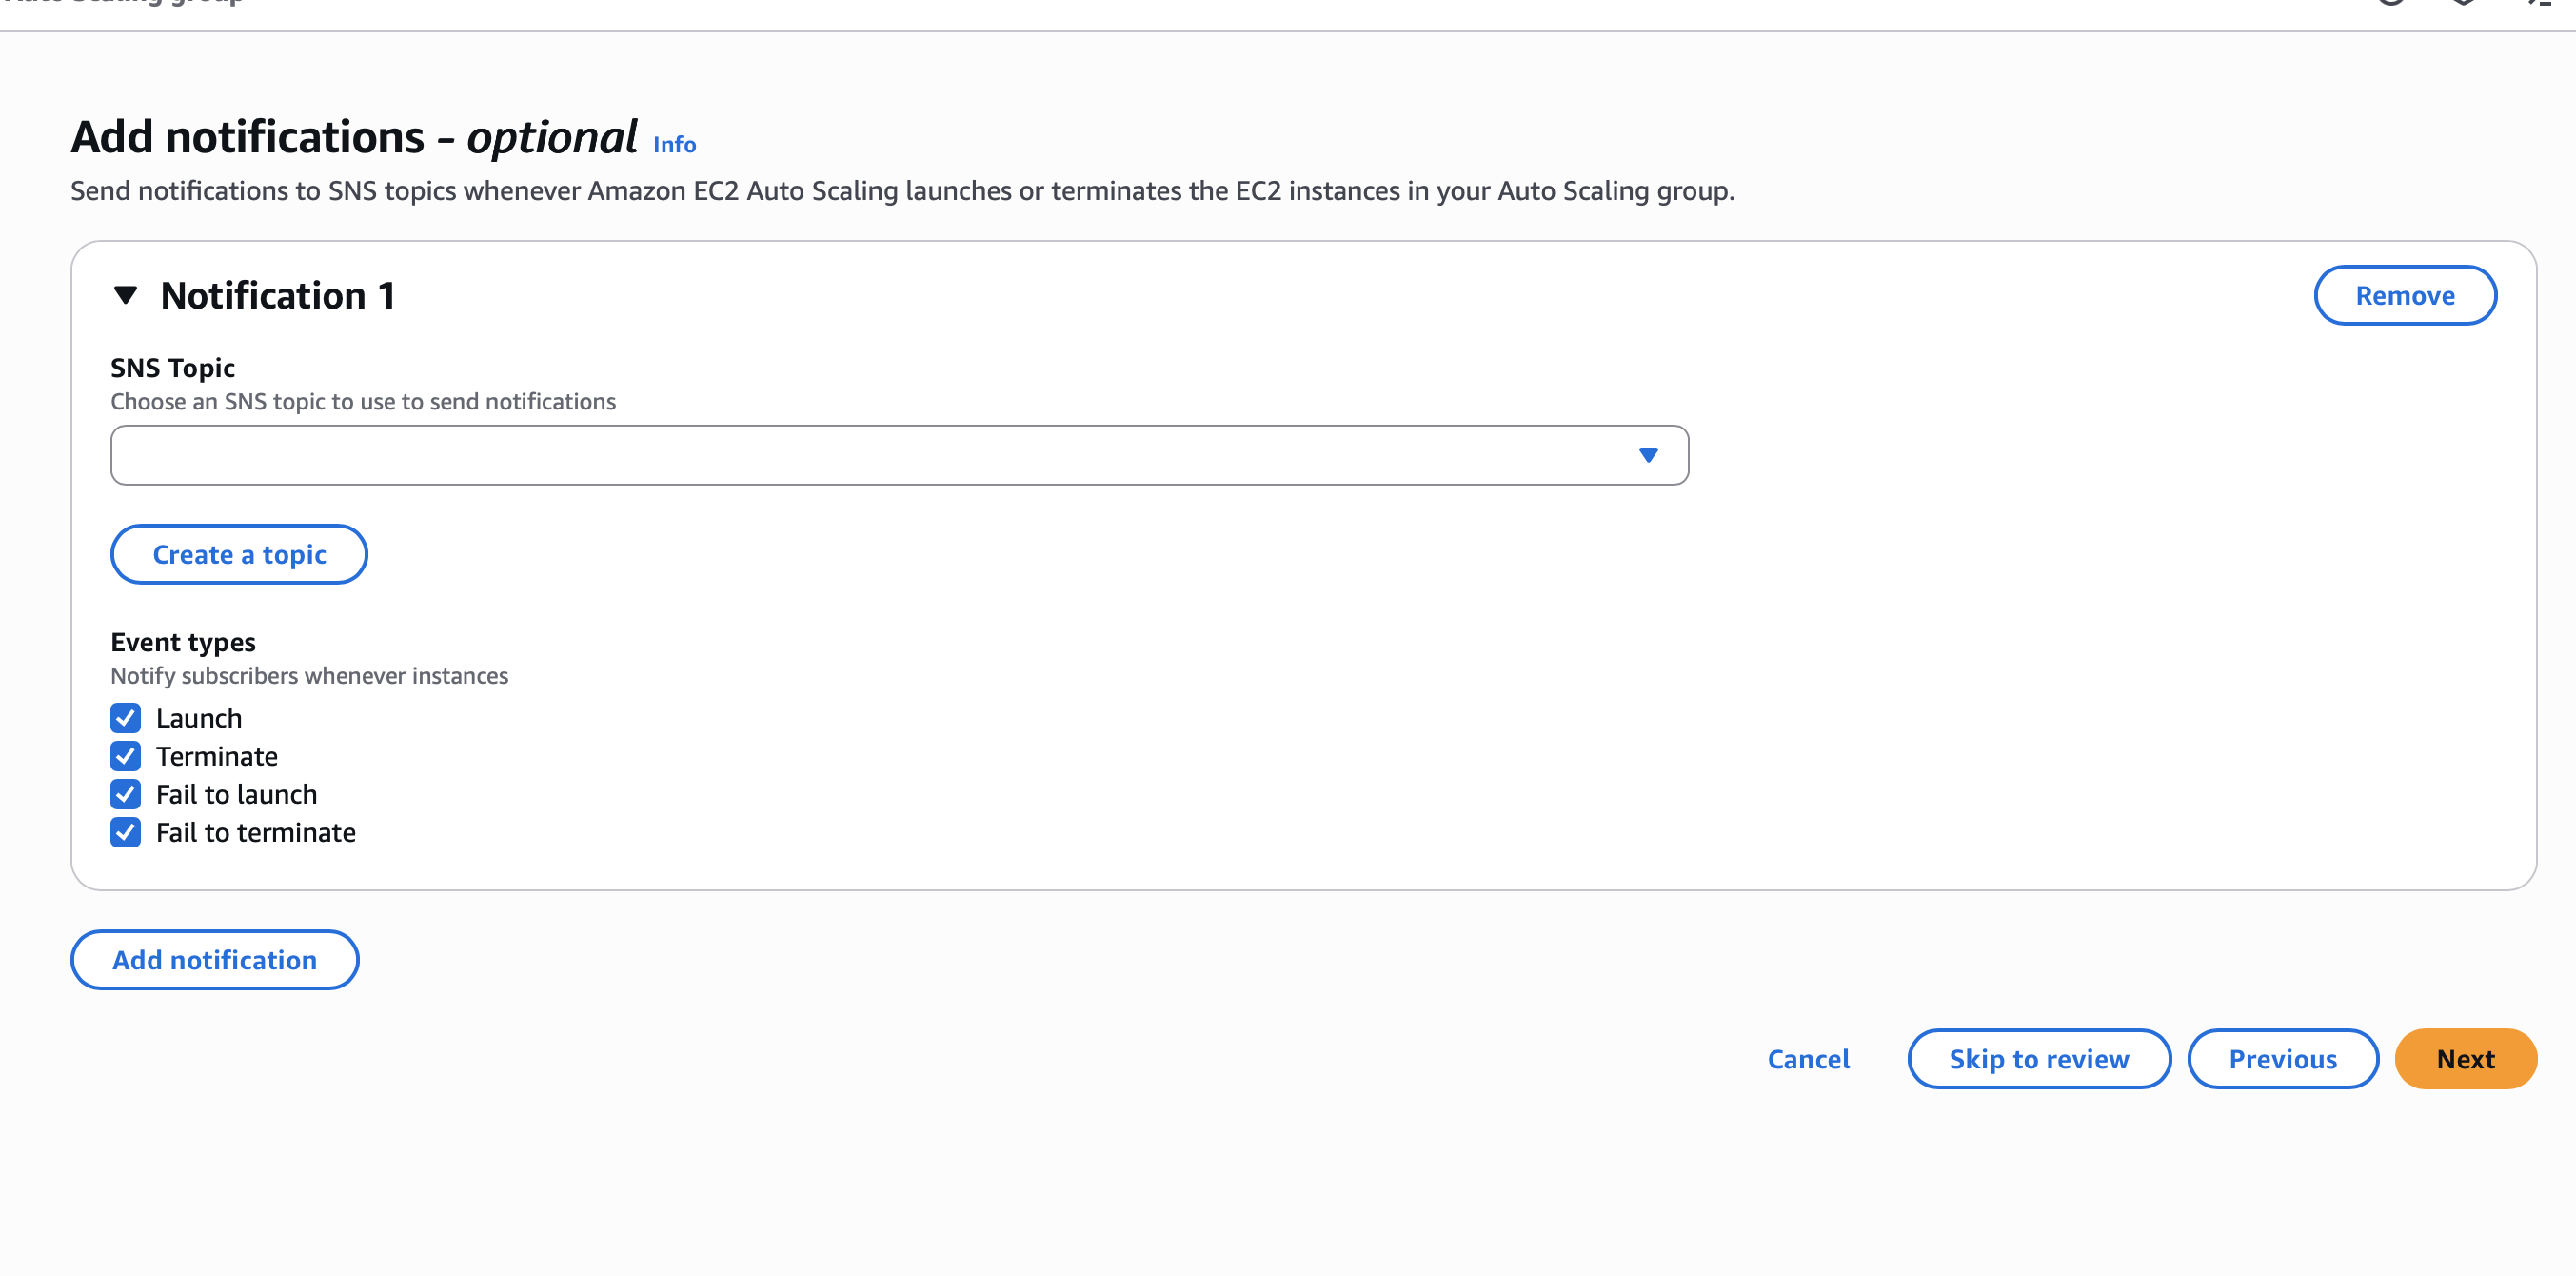 Auto Scaling group
Add notifications - optional Info
Send notifications to SNS topics whenever Amazon EC2 Auto Scaling launches or terminates the EC2 instances in your Auto Scaling group.
Notification 1
Remove
SNS Topic
Choose an SNS topic to use to send notifications
Create a topic
Event types
Notify subscribers whenever instances
Launch
Terminate
Fail to launch
Fail to terminate
Add notification
Cancel
Skip to review
Previous
Next